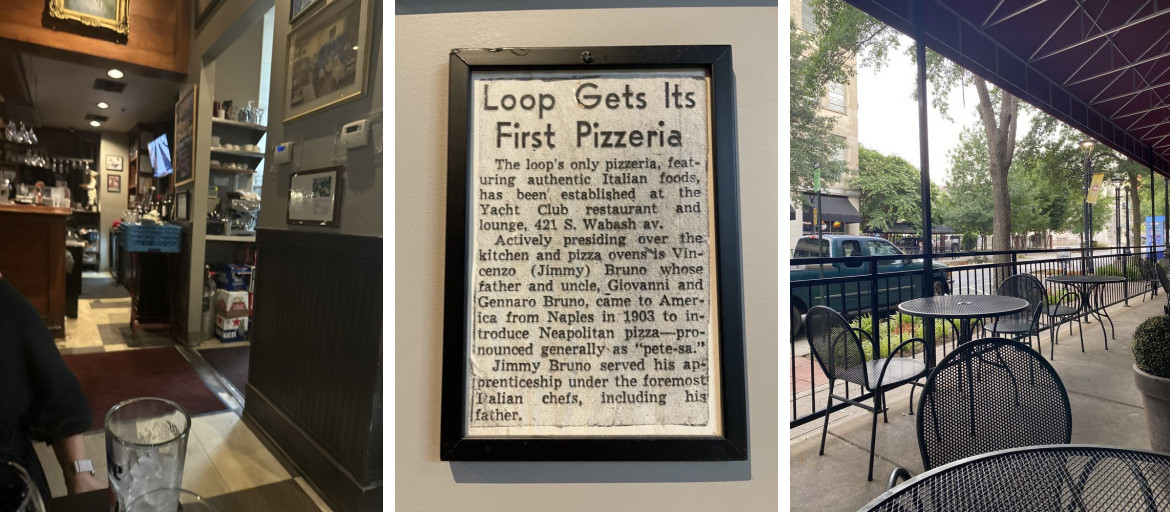 Loop Gets Its
First Pizzeria
The loop's only pizzeria, feat-
uring authentic Italian foods,
has been established at the
Yacht Club restaurant and
lounge, 421 S. Wabash av.
Actively presiding over the
kitchen and pizza ovens is Vin-
cenzo (Jimmy) Bruno whose
father and uncle, Giovanni and
Gennaro Bruno, came to Amer-
ica from Naples in 1903 to in-
troduce Neapolitan pizza—pro-
nounced generally as "pete-sa."
Jimmy Bruno served his ap-
prenticeship under the foremost
Italian chefs, including his
father.